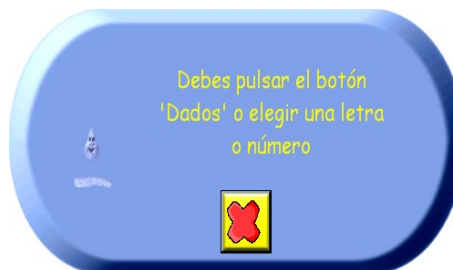 Debes pulsar el botón
'Dados' o elegir una letra
o número